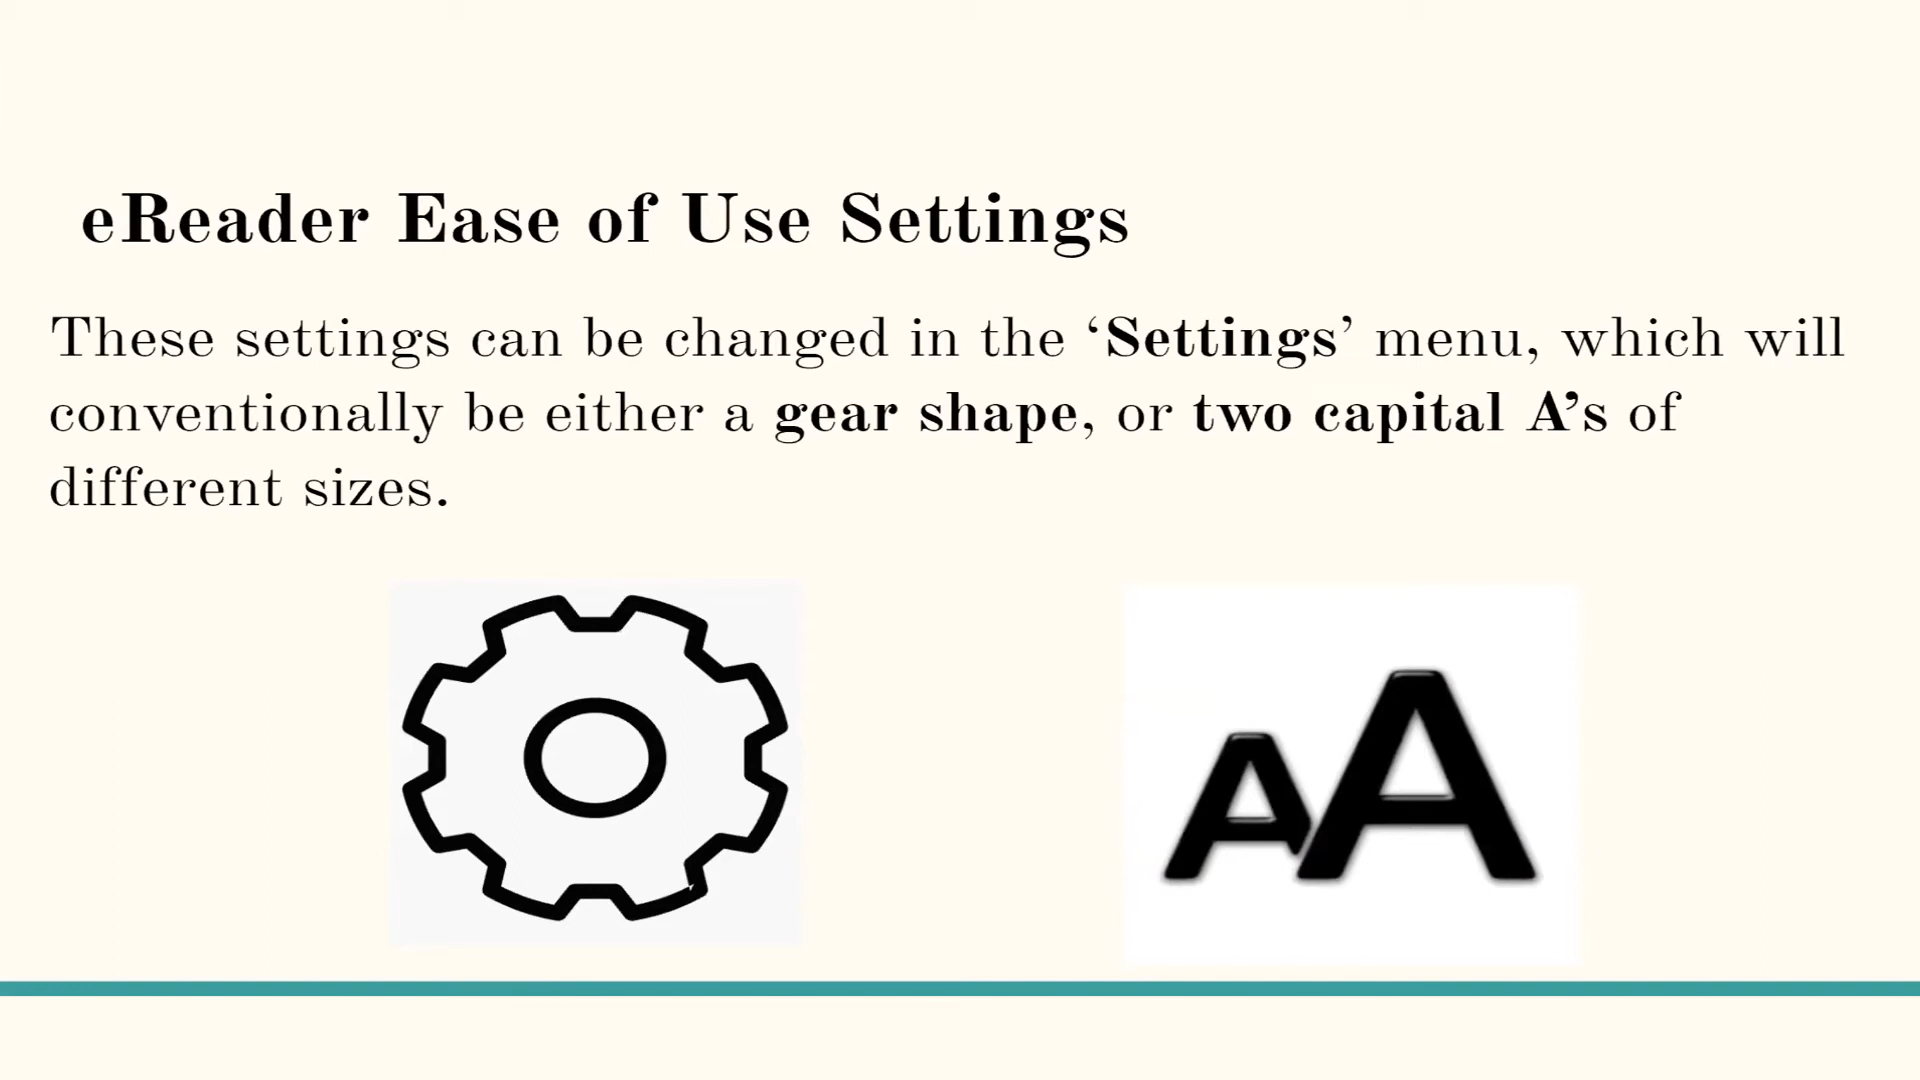 eReader Ease of Use Settings
These settings can be changed in the ‘Settings’ menu, which will
conventionally be either a gear shape, or two capital A’s of
different sizes.
AA